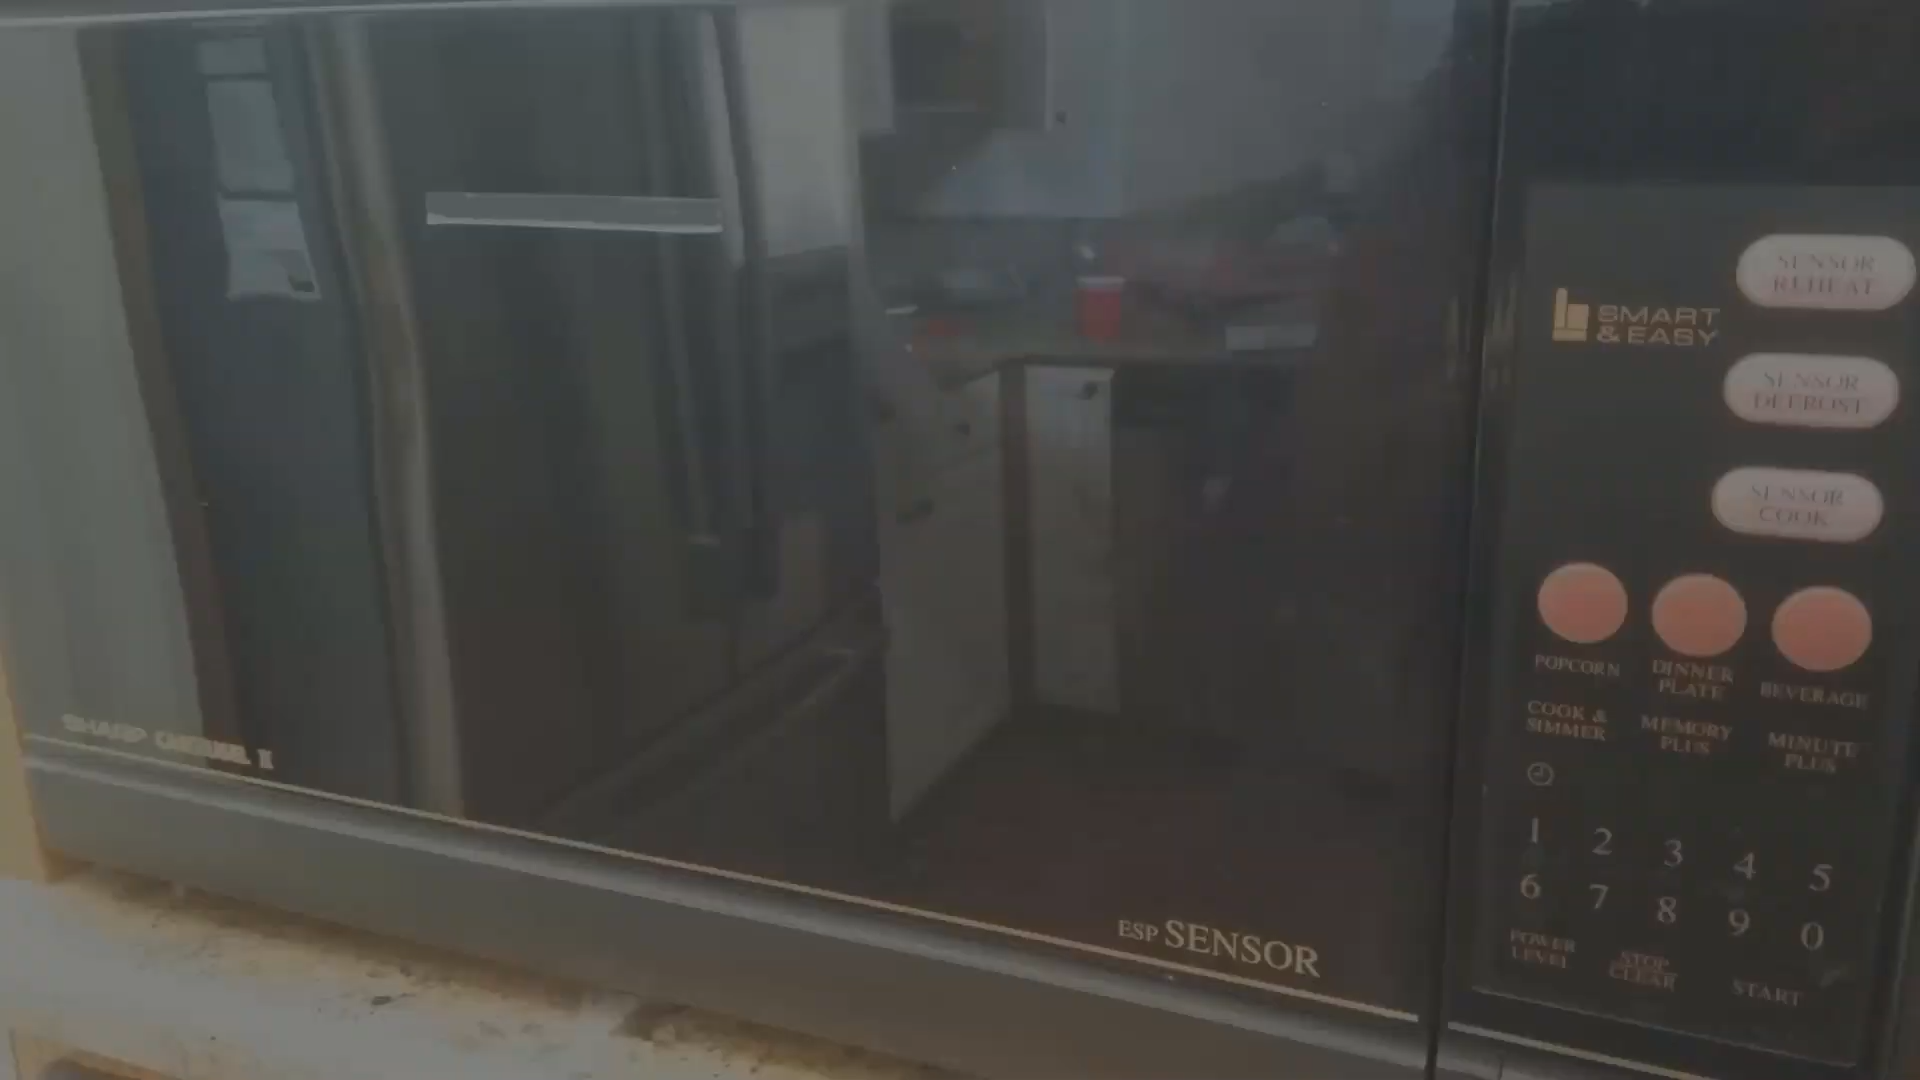 SENSOR
REHEAT
SMART
& EASY
SENSOR
DEFROST
SENSOR
COOK
POPCORN
DINNER
PLATE
BEVERAGE
COOK &
SIMMER
MEMORY
PLUS
MINUTE
PLUS
1 2 3 4 5
6 7 8 9 0
POWER
LEVEL
STOP
CLEAR
START
ESP SENSOR